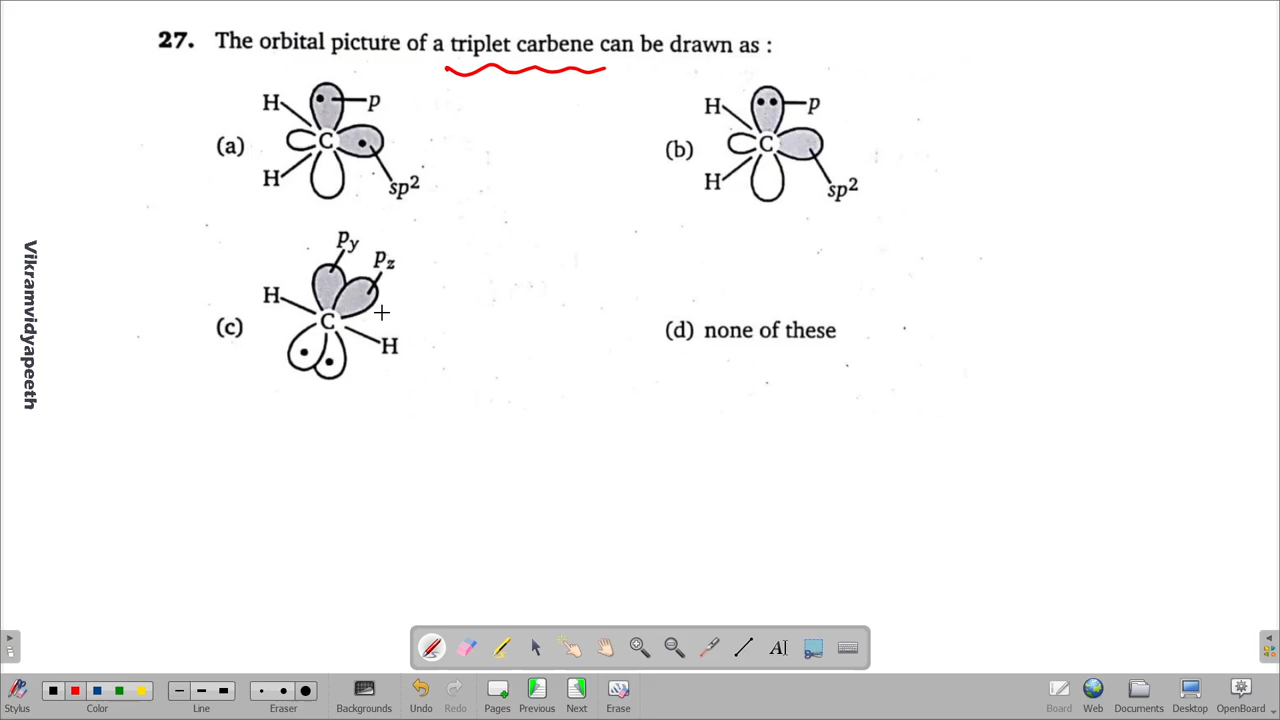 27. The orbital picture of a triplet carbene can be drawn as :
(a)
H
H
C
p
sp²
(b)
H
H
C
p
sp²
(c)
H
C
H
py
pz
(d) none of these
Vikramvidyapeeth
Stylus
Color
Line
Eraser
Backgrounds
Undo
Redo
Pages
Previous
Next
Erase
Board
Web
Documents
Desktop
OpenBoard